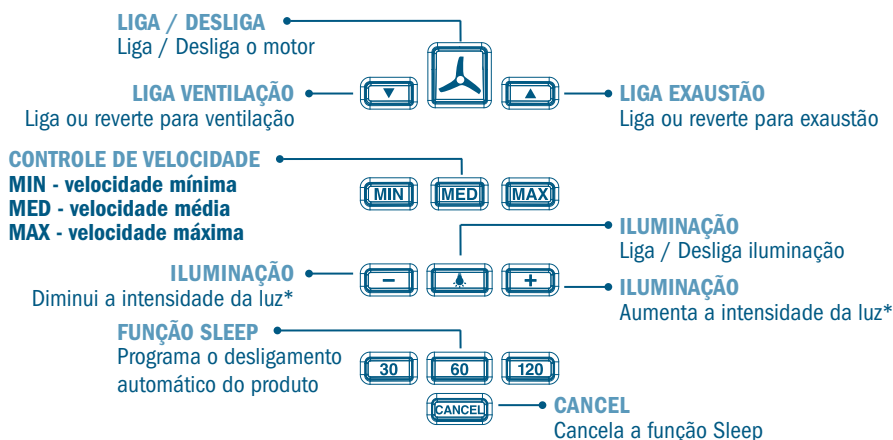 LIGA / DESLIGA
Liga / Desliga o motor
LIGA VENTILAÇÃO
Liga ou reverte para ventilação
▼
▲
LIGA EXAUSTÃO
Liga ou reverte para exaustão
CONTROLE DE VELOCIDADE
MIN - velocidade mínima
MED - velocidade média
MAX - velocidade máxima
MIN MED MAX
ILUMINAÇÃO
Liga / Desliga iluminação
ILUMINAÇÃO
Diminui a intensidade da luz*
− +
ILUMINAÇÃO
Aumenta a intensidade da luz*
FUNÇÃO SLEEP
Programa o desligamento
automático do produto
30 60 120
CANCEL
CANCEL
Cancela a função Sleep